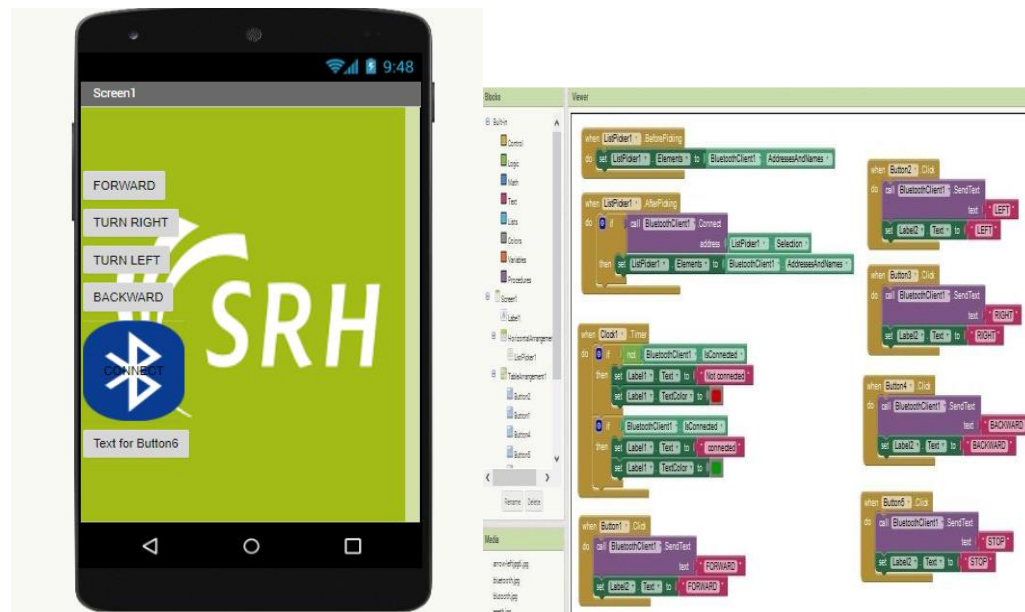 9:48
Screen1
FORWARD
TURN RIGHT
TURN LEFT
BACKWARD
SRH
CONNECT
Text for Button6
Blocks
Viewer
Built-in
Control
Logic
Math
Text
Lists
Colors
Variables
Procedures
Screen1
Label1
HorizontalArrangeme
ListPicker1
TableArrangement1
Button2
Button1
Button4
Button5
Rename Delete
Media
bluetooth.jpg
when ListPicker1 .BeforePicking
do set ListPicker1 . Elements to BluetoothClient1 . AddressesAndNames
when ListPicker1 .AfterPicking
do if call BluetoothClient1 .Connect
address ListPicker1 . Selection
then set ListPicker1 . Elements to BluetoothClient1 . AddressesAndNames
when Clock1 .Timer
do if not BluetoothClient1 . IsConnected
then set Label1 . Text to " Not connected "
set Label1 . TextColor to
if BluetoothClient1 . IsConnected
then set Label1 . Text to " connected "
set Label1 . TextColor to
when Button1 .Click
do call BluetoothClient1 .SendText
text " FORWARD "
set Label2 . Text to " FORWARD "
when Button2 .Click
do call BluetoothClient1 .SendText
text " LEFT "
set Label2 . Text to " LEFT "
when Button3 .Click
do call BluetoothClient1 .SendText
text " RIGHT "
set Label2 . Text to " RIGHT "
when Button4 .Click
do call BluetoothClient1 .SendText
text " BACKWARD
set Label2 . Text to " BACKWARD "
when Button5 .Click
do call BluetoothClient1 .SendText
text " STOP "
set Label2 . Text to " STOP "